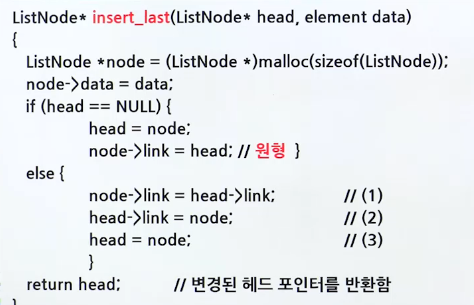 ListNode* insert_last(ListNode* head, element data)
{
ListNode *node = (ListNode *)malloc(sizeof(ListNode));
node->data = data;
if (head == NULL) {
head = node;
node->link = head; // 원형 }
else {
node->link = head->link; // (1)
head->link = node; // (2)
head = node; // (3)
}
return head; // 변경된 헤드 포인터를 반환함
}